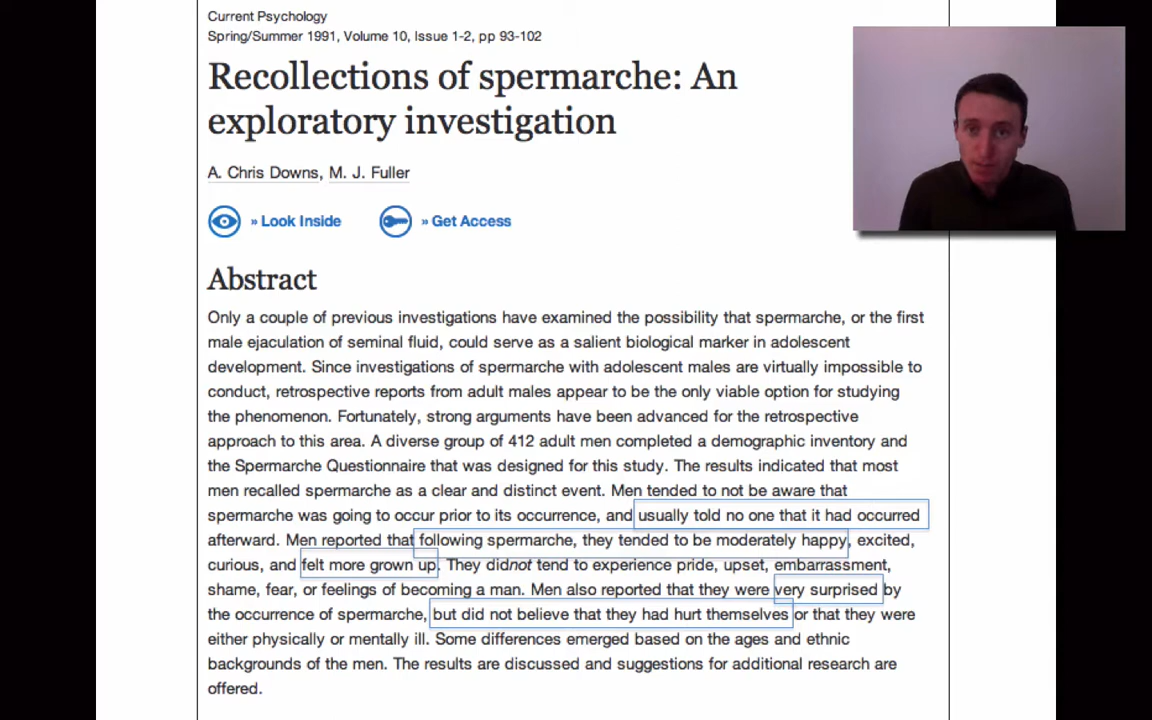 Current Psychology
Spring/Summer 1991, Volume 10, Issue 1-2, pp 93-102
Recollections of spermarche: An
exploratory investigation
A. Chris Downs, M. J. Fuller
» Look Inside » Get Access
Abstract
Only a couple of previous investigations have examined the possibility that spermarche, or the first
male ejaculation of seminal fluid, could serve as a salient biological marker in adolescent
development. Since investigations of spermarche with adolescent males are virtually impossible to
conduct, retrospective reports from adult males appear to be the only viable option for studying
the phenomenon. Fortunately, strong arguments have been advanced for the retrospective
approach to this area. A diverse group of 412 adult men completed a demographic inventory and
the Spermarche Questionnaire that was designed for this study. The results indicated that most
men recalled spermarche as a clear and distinct event. Men tended to not be aware that
spermarche was going to occur prior to its occurrence, and usually told no one that it had occurred
afterward. Men reported that following spermarche, they tended to be moderately happy, excited,
curious, and felt more grown up. They didnot tend to experience pride, upset, embarrassment,
shame, fear, or feelings of becoming a man. Men also reported that they were very surprised by
the occurrence of spermarche, but did not believe that they had hurt themselves or that they were
either physically or mentally ill. Some differences emerged based on the ages and ethnic
backgrounds of the men. The results are discussed and suggestions for additional research are
offered.